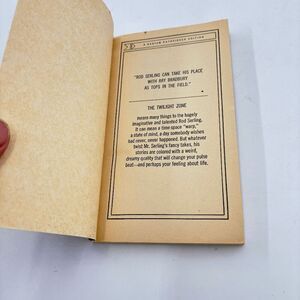 A BANTAM PATHFINDER EDITION
"ROD SERLING CAN TAKE HIS PLACE
WITH RAY BRADBURY
AS TOPS IN THE FIELD."
THE TWILIGHT ZONE
means many things to the hugely
imaginative and talented Rod Serling.
It can mean a time space "warp,"
a state of mind, a day somebody wishes
had never, never happened. But whatever
twist Mr. Serling's fancy takes, his
stories are colored with a weird,
dreamy quality that will change your pulse
beat—and perhaps your feeling about life.